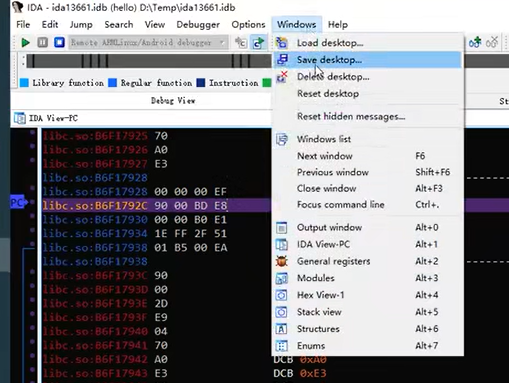 IDA - ida13661.idb (hello) D:\Temp\ida13661.idb
File Edit Jump Search View Debugger Options Windows Help
Remote ARMLinux/Android debugger
Library function Regular function Instruction
Debug View
St
IDA View-PC
Load desktop...
Save desktop...
Delete desktop...
Reset desktop
Reset hidden messages...
Windows list
Next window F6
Previous window Shift+F6
Close window Alt+F3
Focus command line Ctrl+.
Output window Alt+0
IDA View-PC Alt+1
General registers Alt+2
Modules Alt+3
Hex View-1 Alt+4
Stack view Alt+5
Structures Alt+6
Enums Alt+7
libc.so:B6F17925 70
libc.so:B6F17926 A0
libc.so:B6F17927 E3
libc.so:B6F17928
libc.so:B6F17928 00 00 00 EF
PC libc.so:B6F1792C 90 00 BD E8
libc.so:B6F17930 00 00 B0 E1
libc.so:B6F17934 1E FF 2F 51
libc.so:B6F17938 01 B5 00 EA
libc.so:B6F1793C 90
libc.so:B6F1793D 00
libc.so:B6F1793E 2D
libc.so:B6F1793F E9
libc.so:B6F17940 04
libc.so:B6F17941 70
libc.so:B6F17942 A0 DCB 0xA0
libc.so:B6F17943 E3 DCB 0xE3